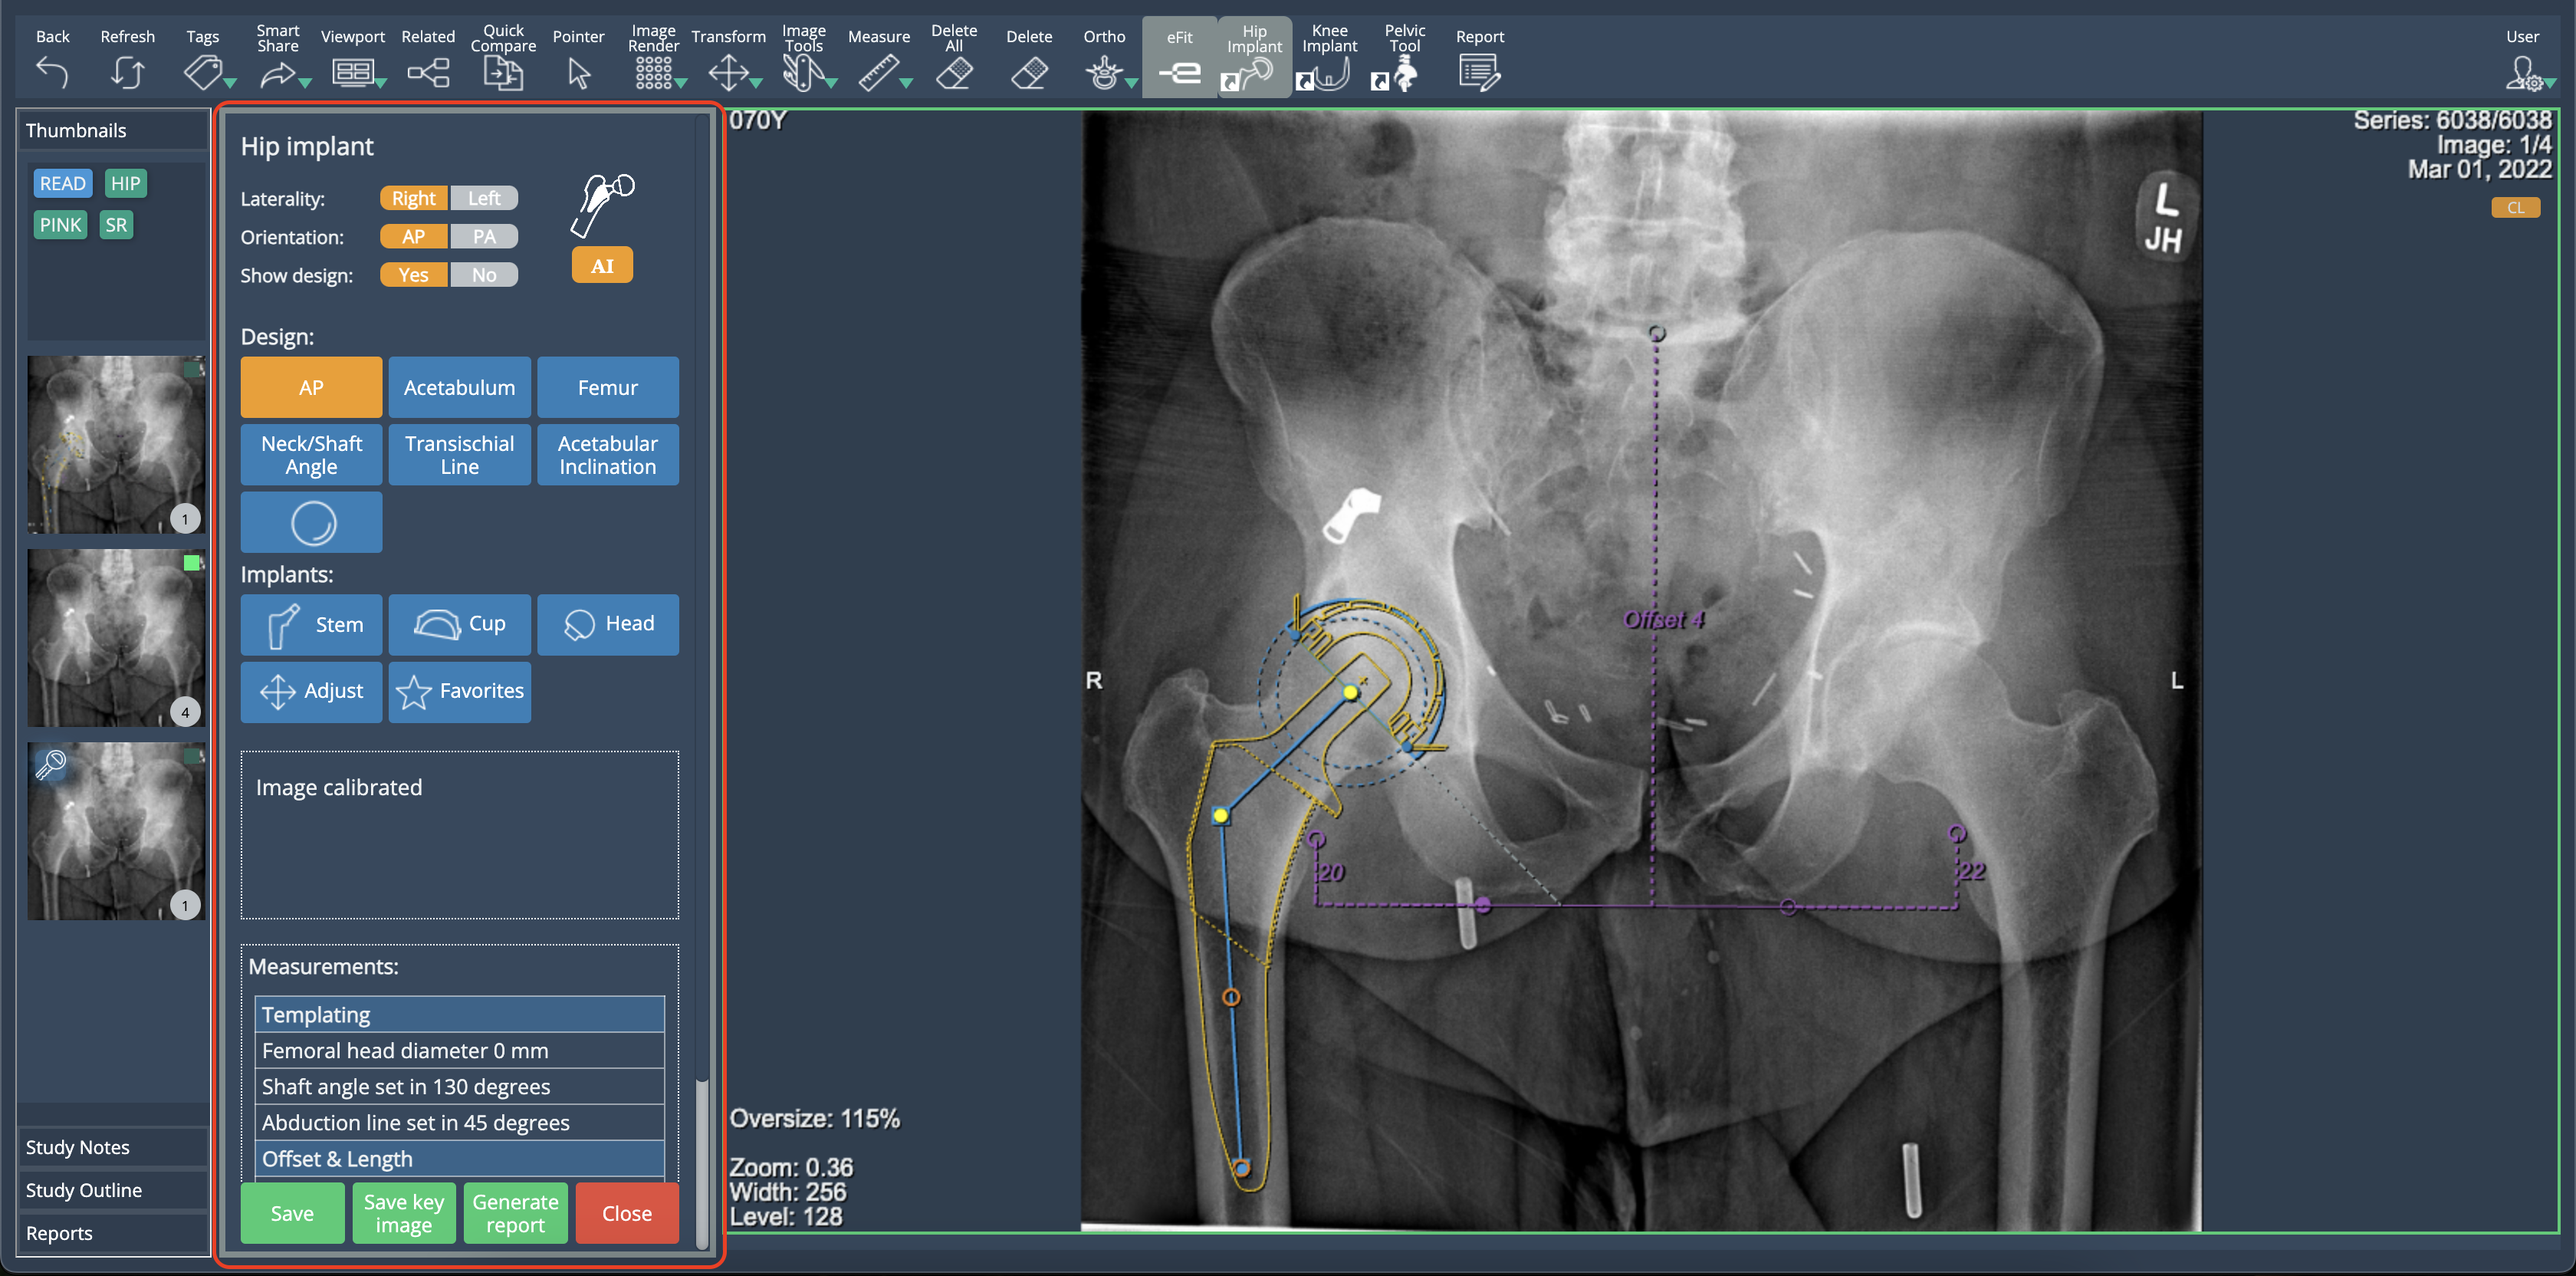 Back
Refresh
Tags
Smart Share
Viewport
Related
Quick Compare
Pointer
Image Render
Transform
Image Tools
Measure
Delete All
Delete
Ortho
eFit
Hip Implant
Knee Implant
Pelvic Tool
Report
User
Thumbnails
READ HIP
PINK SR
1
4
1
Study Notes
Study Outline
Reports
Hip implant
Laterality: Right Left
Orientation: AP PA
Show design: Yes No
AI
Design:
AP Acetabulum Femur
Neck/Shaft Angle
Transischial Line
Acetabular Inclination
Implants:
Stem Cup Head
Adjust Favorites
Image calibrated
Measurements:
Templating
Femoral head diameter 0 mm
Shaft angle set in 130 degrees
Abduction line set in 45 degrees
Offset & Length
Save
Save key image
Generate report
Close
070Y
Series: 6038/6038
Image: 1/4
Mar 01, 2022
CL
L
JH
Offset 4
R
L
20
22
Oversize: 115%
Zoom: 0.36
Width: 256
Level: 128